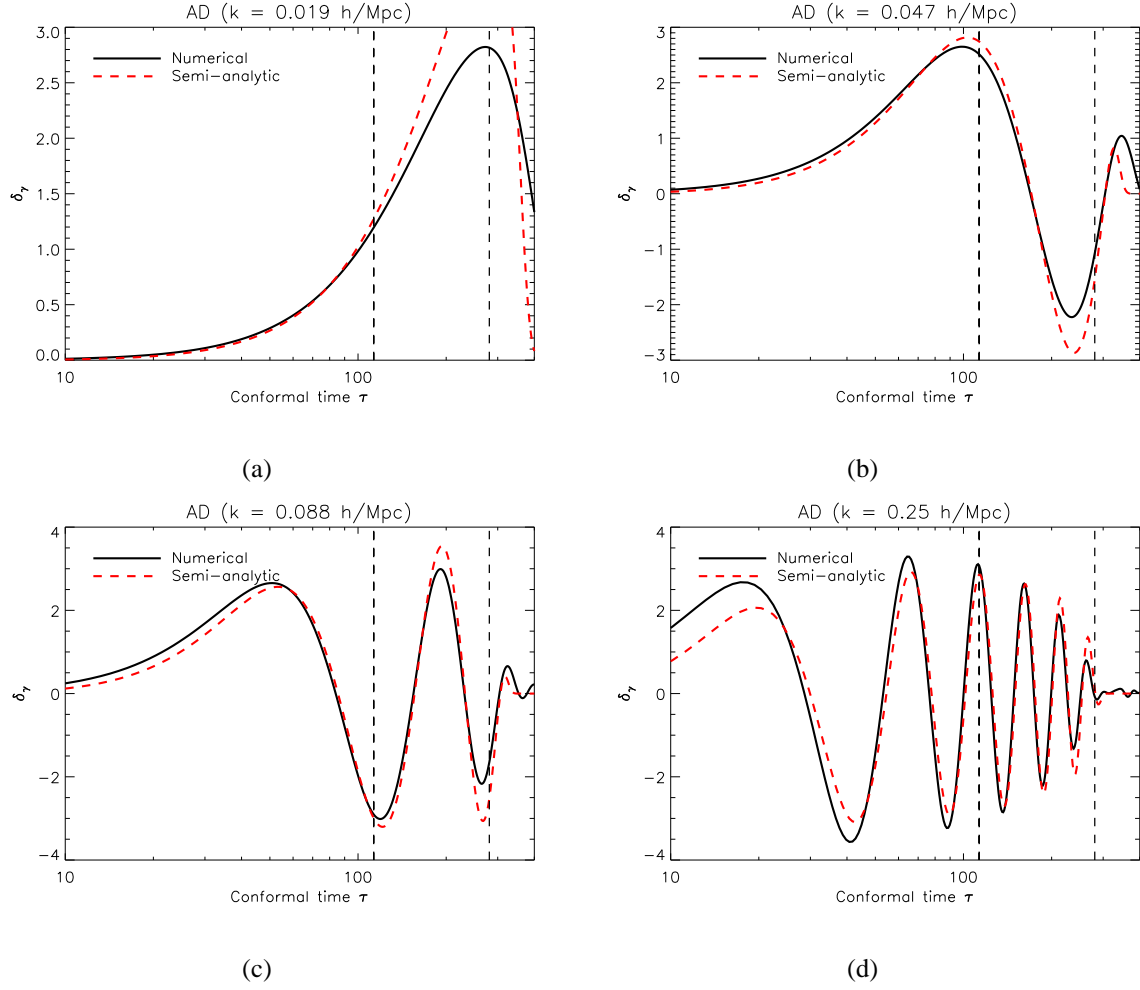 AD (k = 0.019 h/Mpc)
3.0
2.5
2.0
1.5
1.0
0.5
0.0
δγ
Numerical
Semi−analytic
10
100
Conformal time τ
(a)
AD (k = 0.047 h/Mpc)
3
2
1
0
−1
−2
−3
δγ
Numerical
Semi−analytic
10
100
Conformal time τ
(b)
AD (k = 0.088 h/Mpc)
4
2
0
−2
−4
δγ
Numerical
Semi−analytic
10
100
Conformal time τ
(c)
AD (k = 0.25 h/Mpc)
4
2
0
−2
−4
δγ
Numerical
Semi−analytic
10
100
Conformal time τ
(d)